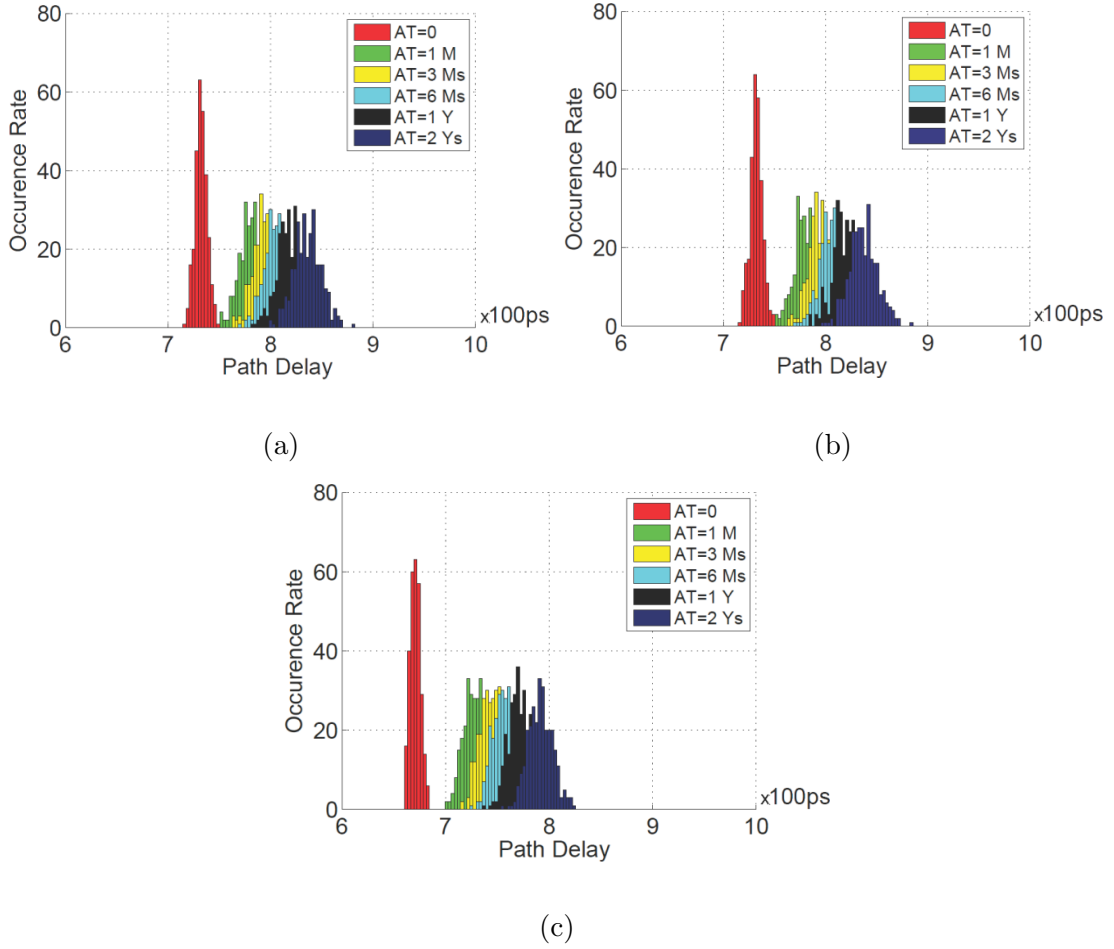 80
60
40
20
0
Occurence Rate
AT=0
AT=1 M
AT=3 Ms
AT=6 Ms
AT=1 Y
AT=2 Ys
6 7 8 9 10
x100ps
Path Delay
(a)
80
60
40
20
0
Occurence Rate
AT=0
AT=1 M
AT=3 Ms
AT=6 Ms
AT=1 Y
AT=2 Ys
6 7 8 9 10
x100ps
Path Delay
(b)
80
60
40
20
0
Occurence Rate
AT=0
AT=1 M
AT=3 Ms
AT=6 Ms
AT=1 Y
AT=2 Ys
6 7 8 9 10
x100ps
Path Delay
(c)